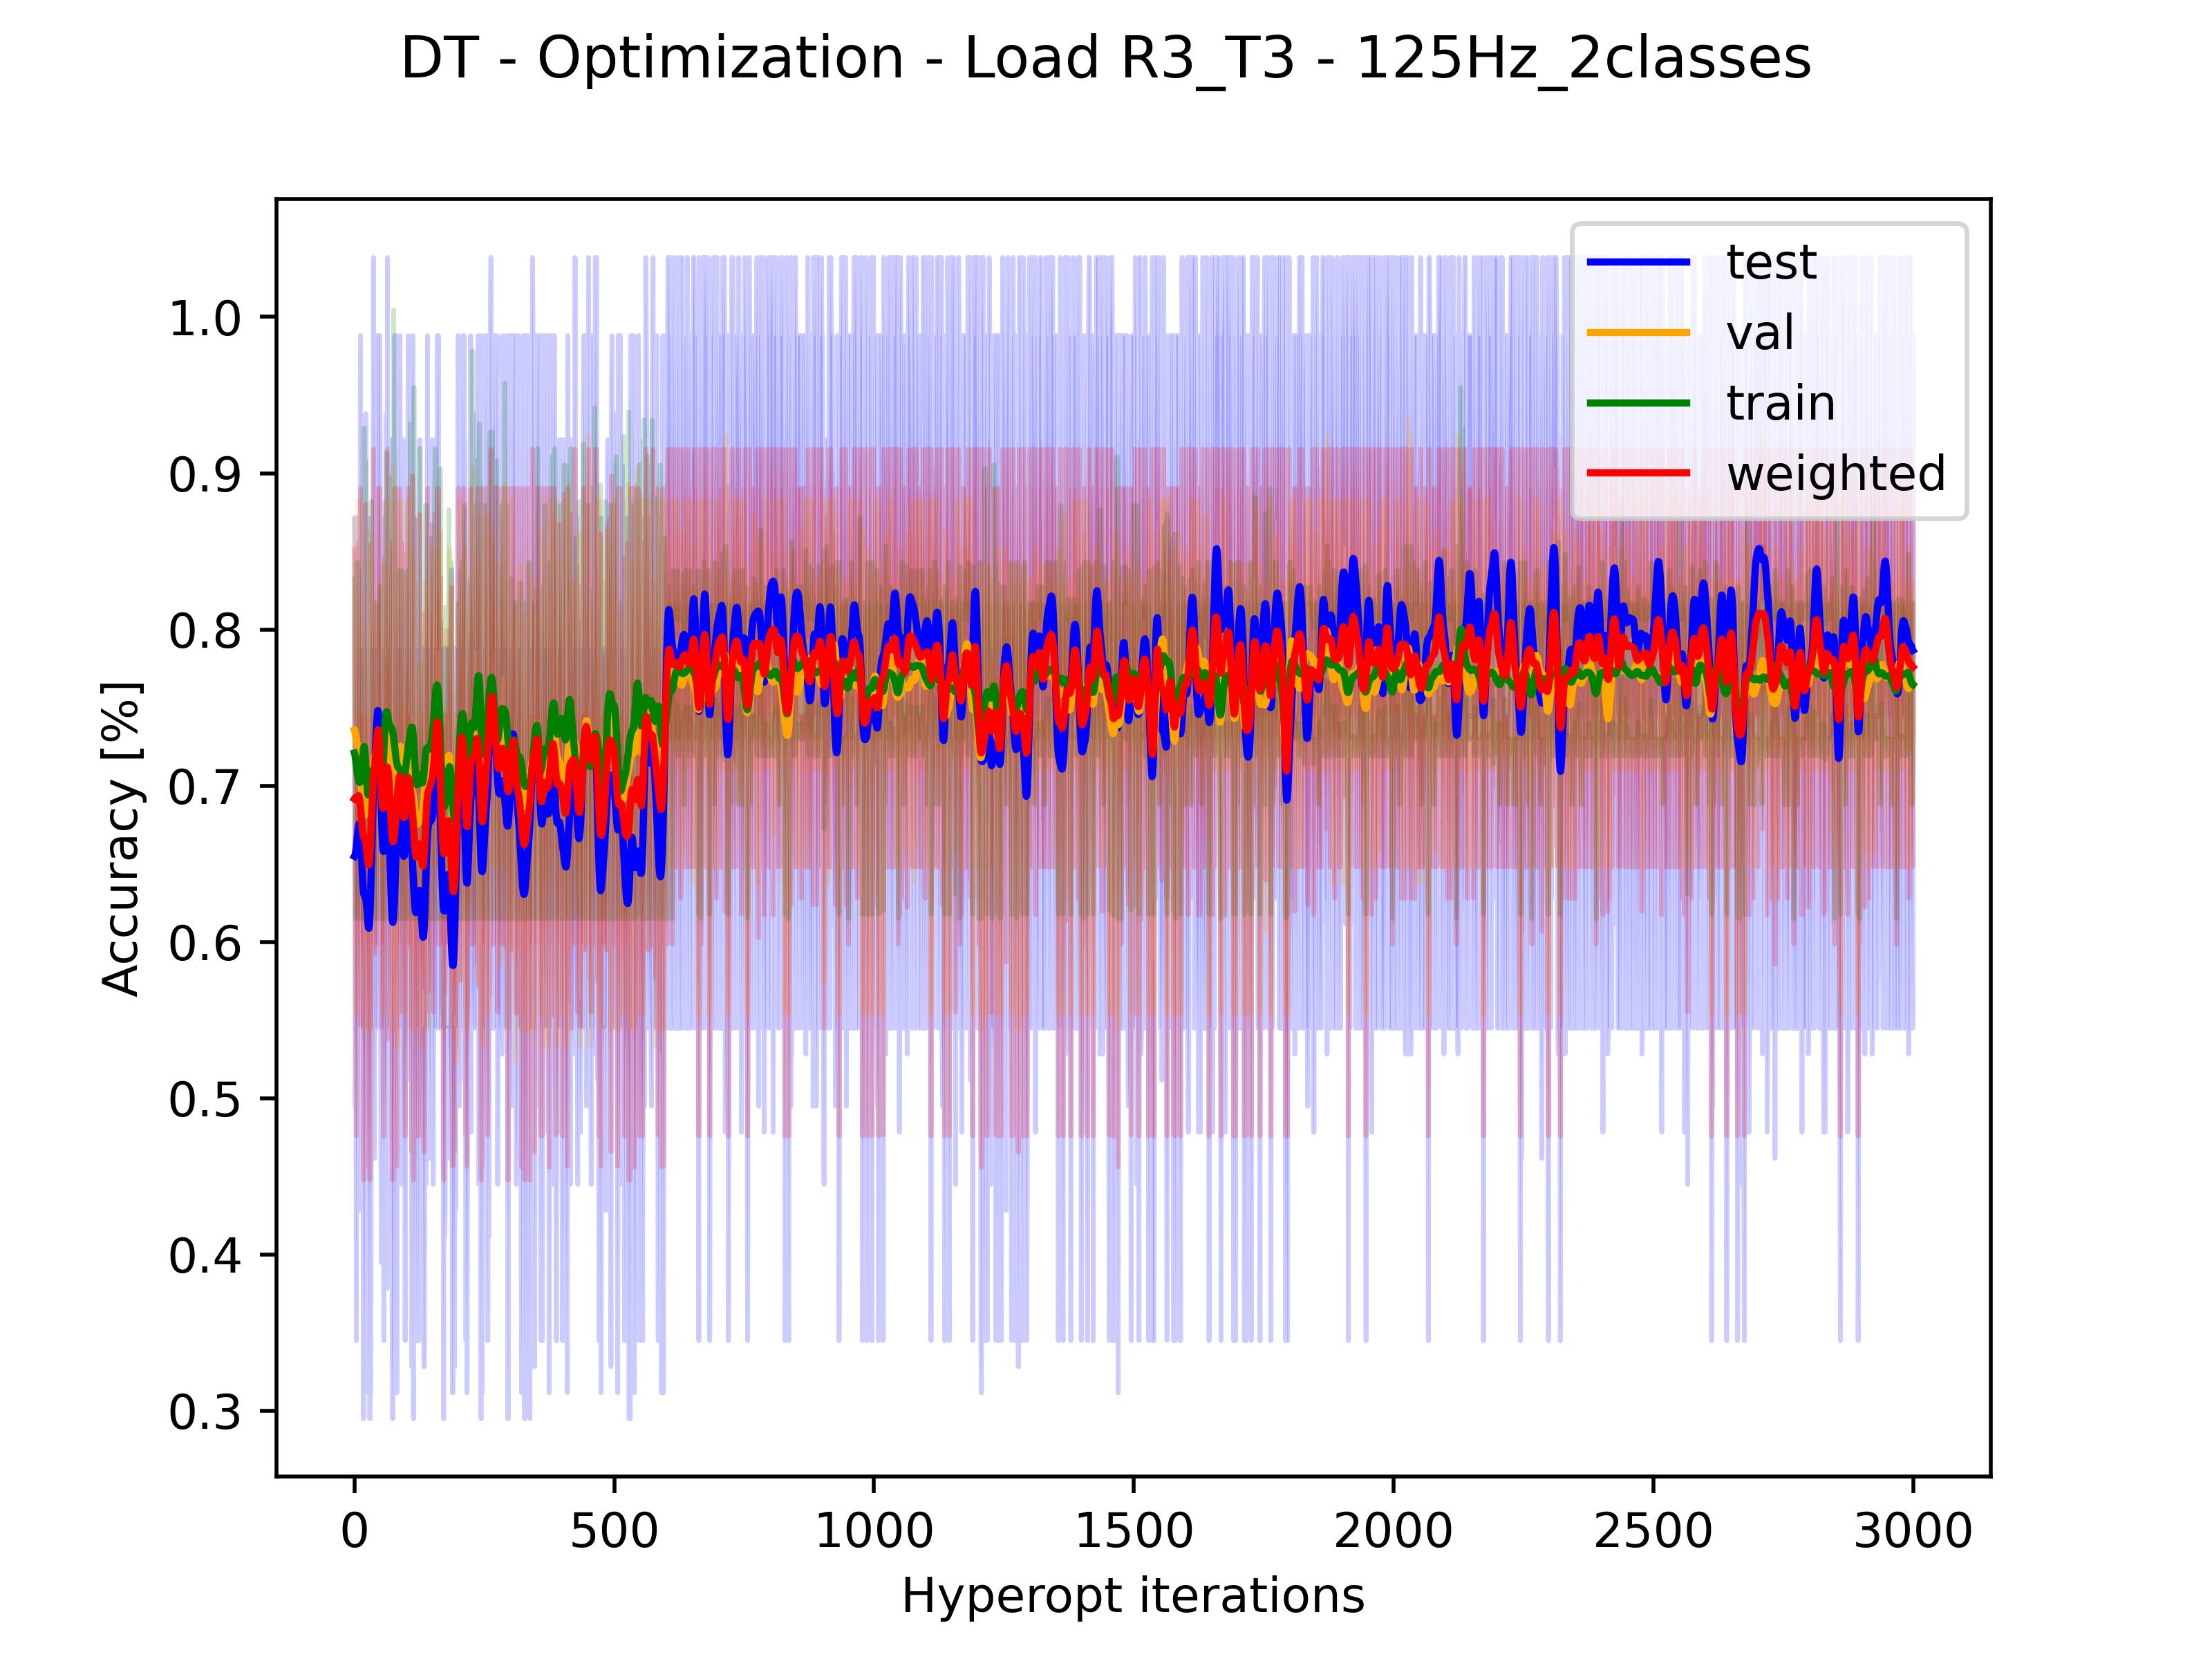 DT - Optimization - Load R3_T3 - 125Hz_2classes
test
val
train
weighted
1.0
0.9
0.8
0.7
0.6
0.5
0.4
0.3
Accuracy [%]
0 500 1000 1500 2000 2500 3000
Hyperopt iterations